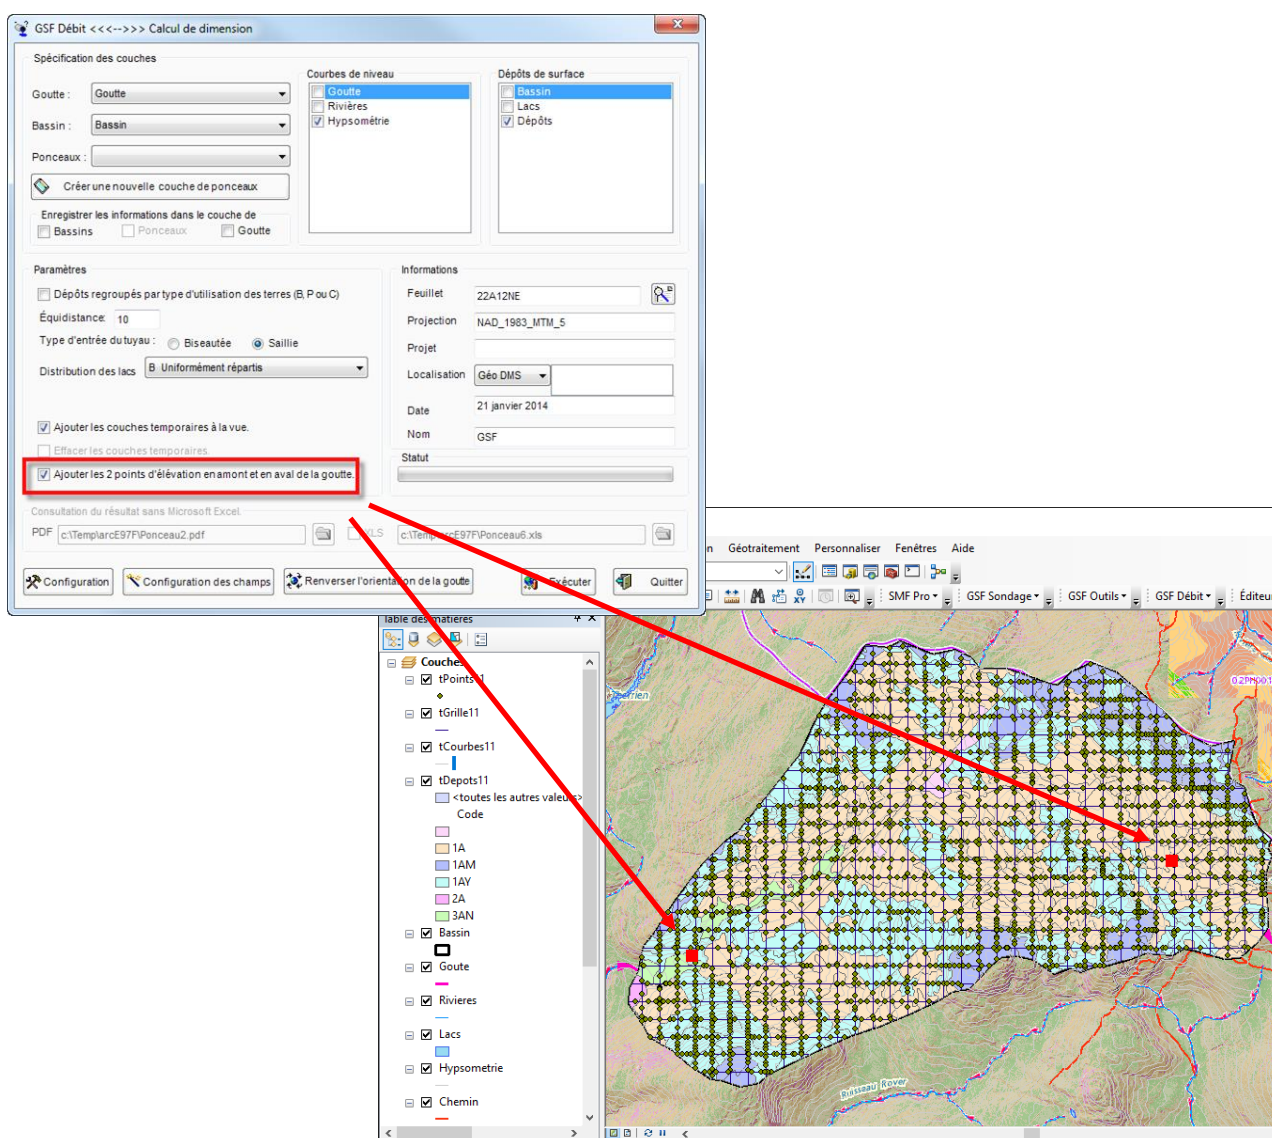 GSF Débit <<<-->>> Calcul de dimension
Spécification des couches
Goutte : Goutte
Bassin : Bassin
Ponceaux :
Créer une nouvelle couche de ponceaux
Enregistrer les informations dans le couche de
Bassins Ponceaux Goutte
Courbes de niveau
Goutte
Rivières
Hypsométrie
Dépôts de surface
Bassin
Lacs
Dépôts
Paramètres
Dépôts regroupés par type d'utilisation des terres (B, P ou C)
Équidistance: 10
Type d'entrée du tuyau : Biseautée Saillie
Distribution des lacs B Uniformément répartis
Ajouter les couches temporaires à la vue.
Effacer les couches temporaires.
Ajouter les 2 points d'élévation en amont et en aval de la goutte.
Informations
Feuillet 22A12NE
Projection NAD_1983_MTM_5
Projet
Localisation Géo DMS
Date 21 janvier 2014
Nom GSF
Statut
Consultation du résultat sans Microsoft Excel.
PDF c:\Temp\arcE97F\Ponceau2.pdf XLS c:\Temp\arcE97F\Ponceau6.xls
Configuration Configuration des champs Renverser l'orientation de la goutte Exécuter Quitter
Géotraitement Personnaliser Fenêtres Aide
SMF Pro GSF Sondage GSF Outils GSF Débit Éditeur
Table des matières
Couches
tPoints11
tGrille11
tCourbes11
tDepots11
<toutes les autres valeurs>
Code
1A
1AM
1AY
2A
3AN
Bassin
Goute
Rivieres
Lacs
Hypsometrie
Chemin
Ruisseau Rover